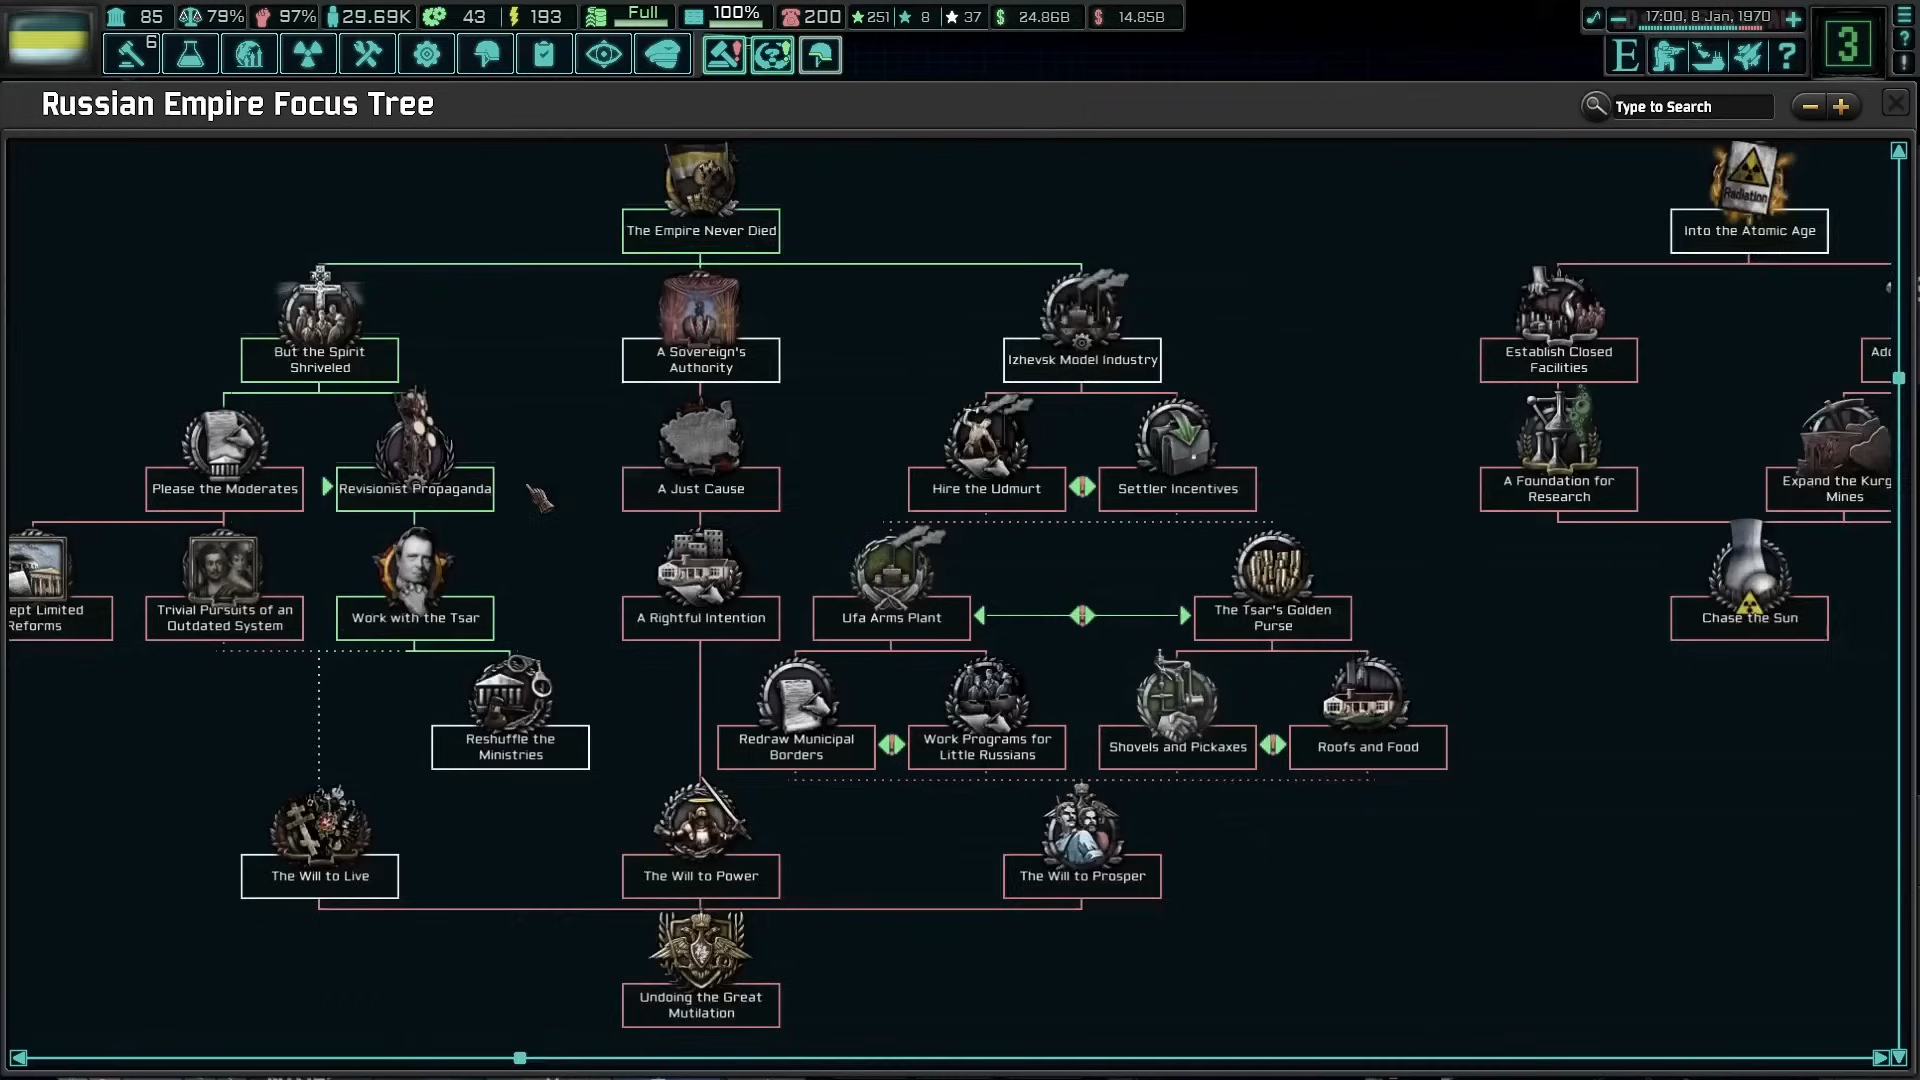 85 79% 97% 29.69K 43 193 Full 100% 200 251 8 37 24.86B 14.85B
17:00, 8 Jan, 1970
6
E
?
3
?
!
Russian Empire Focus Tree
Type to Search
The Empire Never Died
Radiation
Into the Atomic Age
But the Spirit
Shriveled
A Sovereign's
Authority
Izhevsk Model Industry
Establish Closed
Facilities
Please the Moderates
Revisionist Propaganda
A Just Cause
Hire the Udmurt
Settler Incentives
A Foundation for
Research
Expand the Kurg
Mines
ept Limited
Reforms
Trivial Pursuits of an
Outdated System
Work with the Tsar
A Rightful Intention
Ufa Arms Plant
The Tsar's Golden
Purse
Chase the Sun
Reshuffle the
Ministries
Redraw Municipal
Borders
Work Programs for
Little Russians
Shovels and Pickaxes
Roofs and Food
The Will to Live
The Will to Power
The Will to Prosper
Undoing the Great
Mutilation